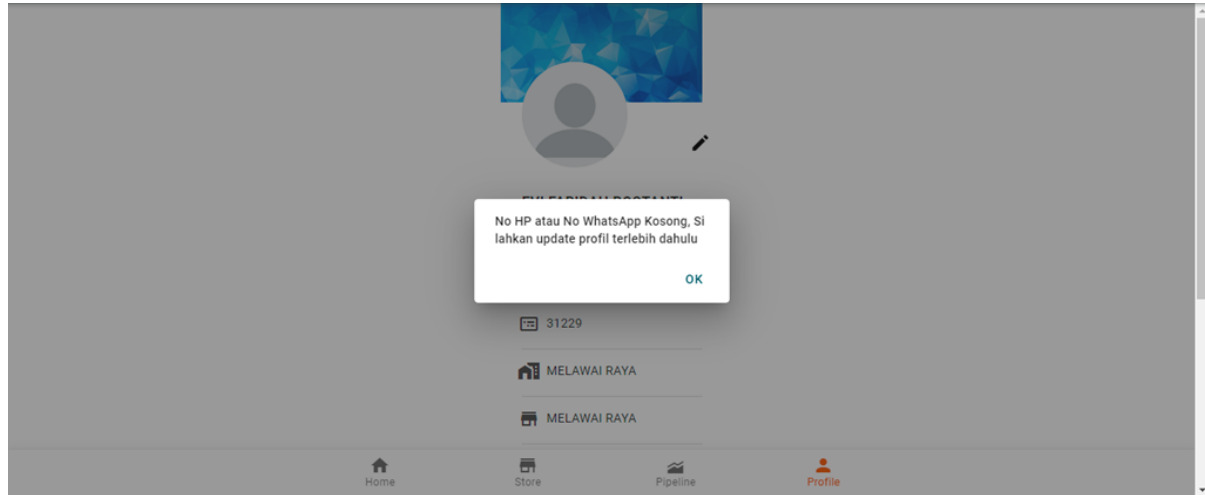 No HP atau No WhatsApp Kosong, Si
lahkan update profil terlebih dahulu
OK
31229
MELAWAI RAYA
MELAWAI RAYA
Home
Store
Pipeline
Profile